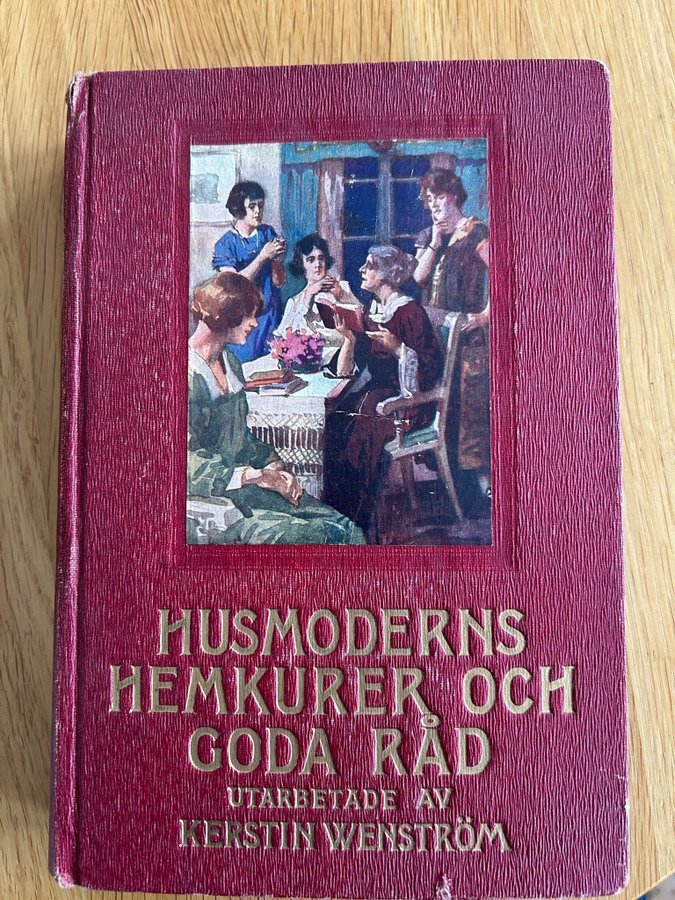 HUSMODERNS
HEMKURER OCH
GODA RÅD
UTARBETADE AV
KERSTIN WENSTRÖM